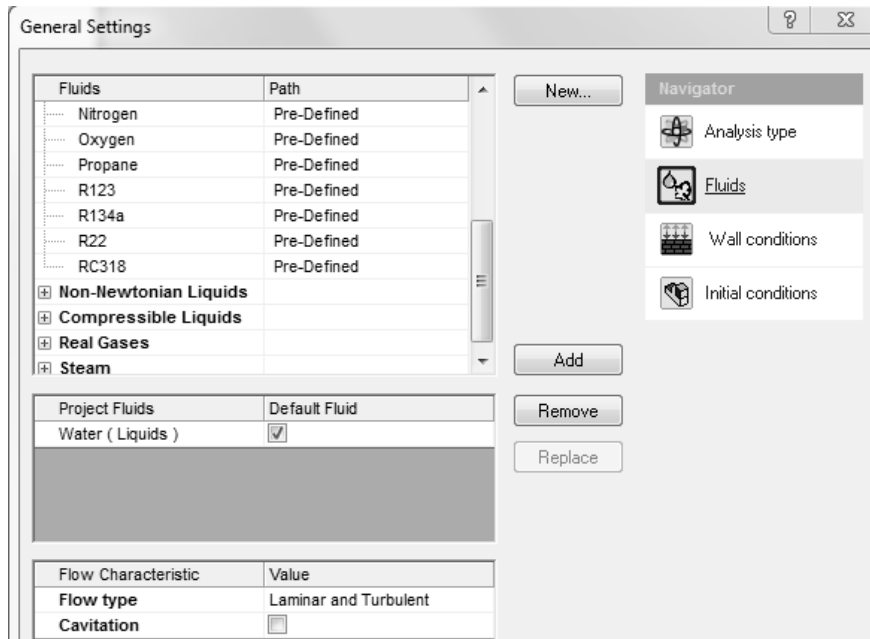 General Settings
Fluids Path
Nitrogen Pre-Defined
Oxygen Pre-Defined
Propane Pre-Defined
R123 Pre-Defined
R134a Pre-Defined
R22 Pre-Defined
RC318 Pre-Defined
Non-Newtonian Liquids
Compressible Liquids
Real Gases
Steam
New...
Add
Project Fluids Default Fluid
Water ( Liquids )
Remove
Replace
Flow Characteristic Value
Flow type Laminar and Turbulent
Cavitation
Navigator
Analysis type
Fluids
Wall conditions
Initial conditions